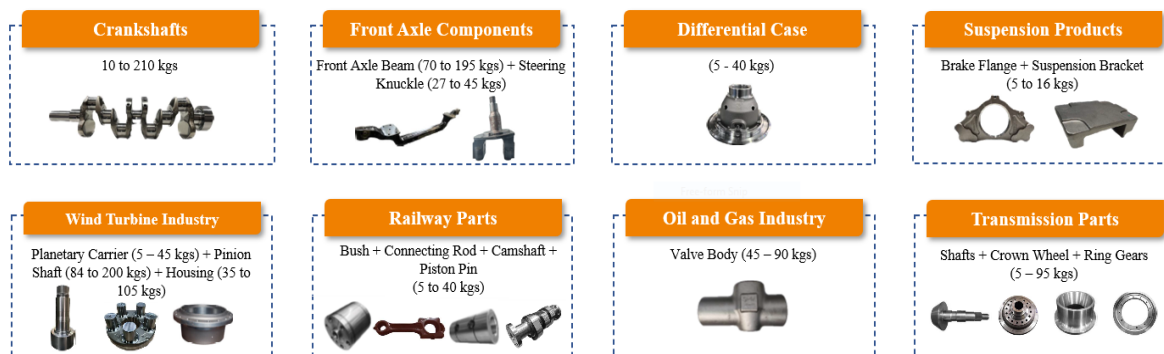 Crankshafts
10 to 210 kgs
Front Axle Components
Front Axle Beam (70 to 195 kgs) + Steering
Knuckle (27 to 45 kgs)
Differential Case
(5 - 40 kgs)
Suspension Products
Brake Flange + Suspension Bracket
(5 to 16 kgs)
Wind Turbine Industry
Planetary Carrier (5 – 45 kgs) + Pinion
Shaft (84 to 200 kgs) + Housing (35 to
105 kgs)
Railway Parts
Bush + Connecting Rod + Camshaft +
Piston Pin
(5 to 40 kgs)
Oil and Gas Industry
Valve Body (45 – 90 kgs)
Transmission Parts
Shafts + Crown Wheel + Ring Gears
(5 – 95 kgs)